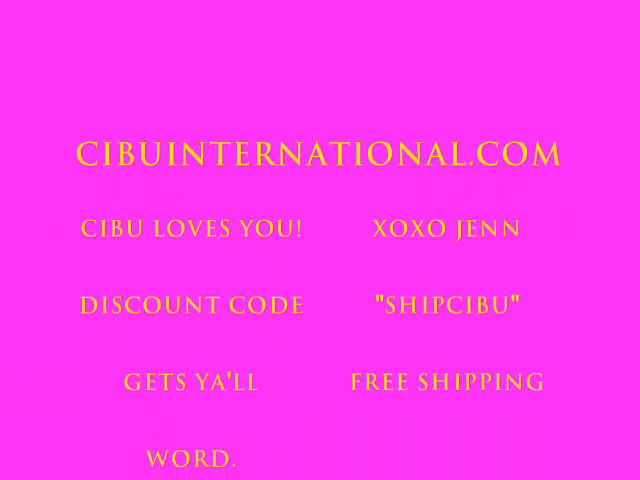 CIBUINTERNATIONAL.COM
CIBU LOVES YOU! XOXO JENN
DISCOUNT CODE "SHIPCIBU"
GETS YA'LL FREE SHIPPING
WORD.